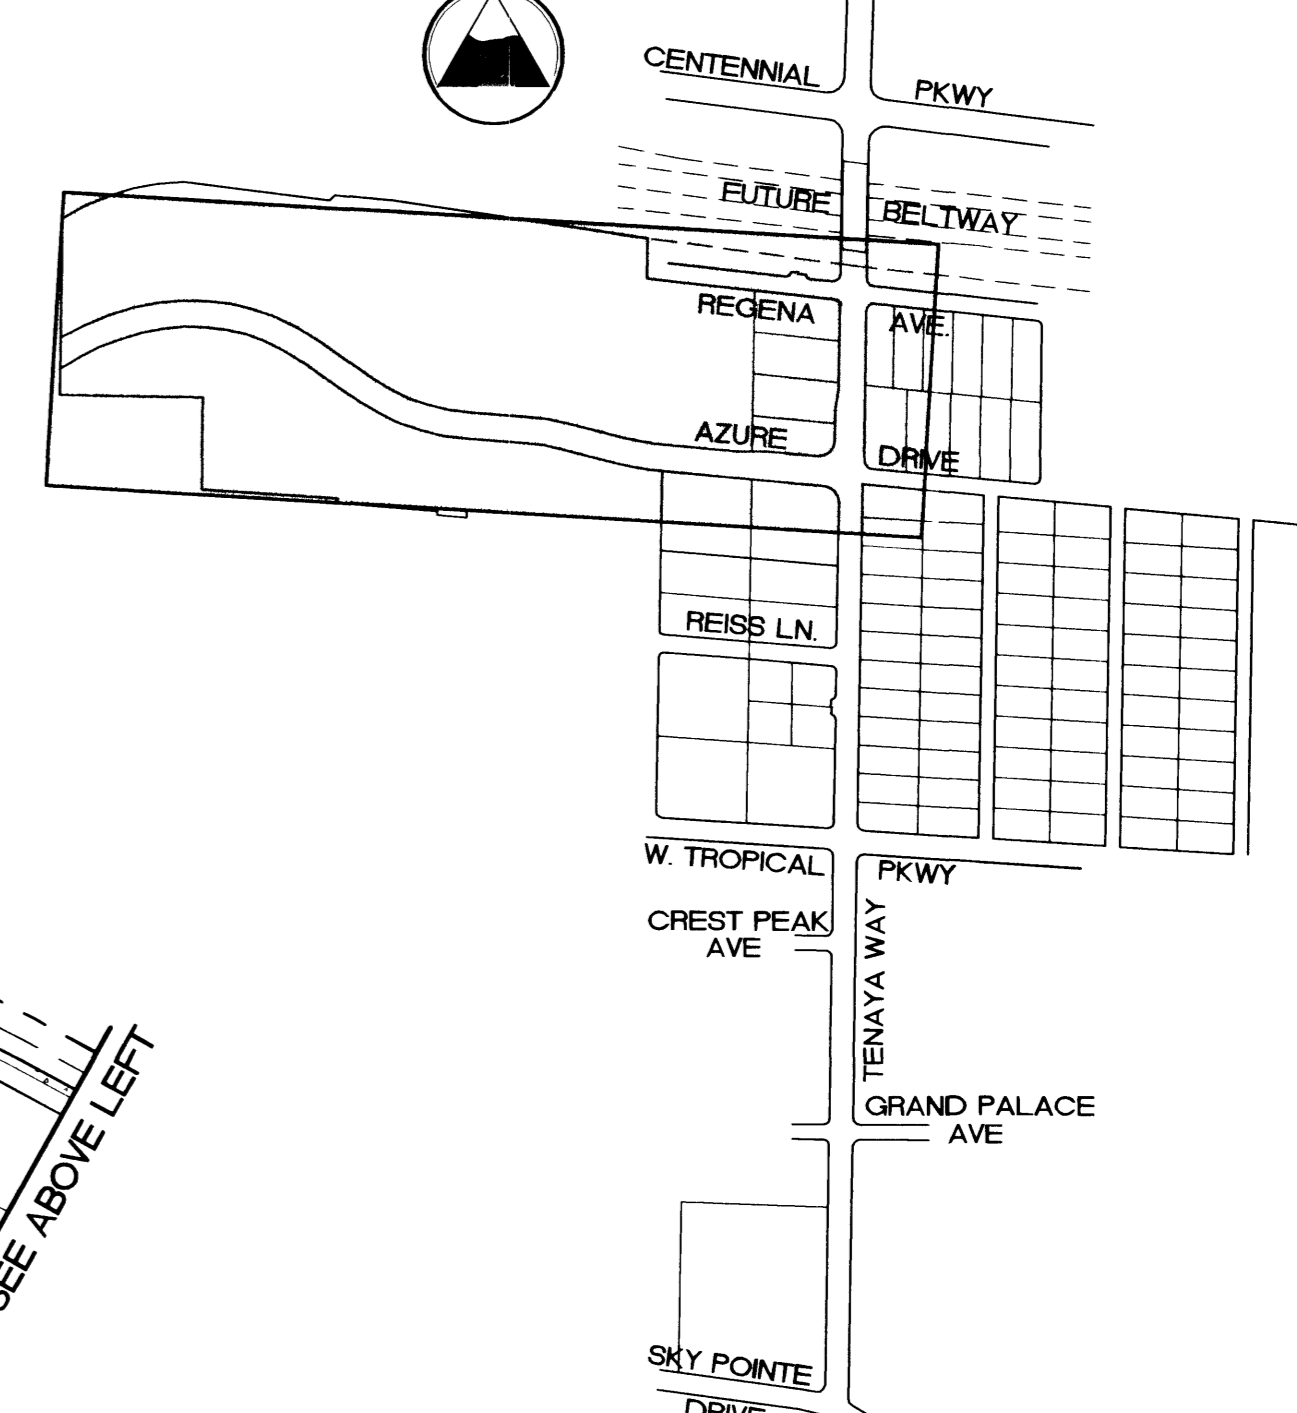 CENTENNIAL PKWY
FUTURE BELTWAY
REGENA AVE.
AZURE DRIVE
REISS LN.
W. TROPICAL PKWY
CREST PEAK
AVE
TENAYA WAY
GRAND PALACE
AVE
SEE ABOVE LEFT
SKY POINTE
DRIVE